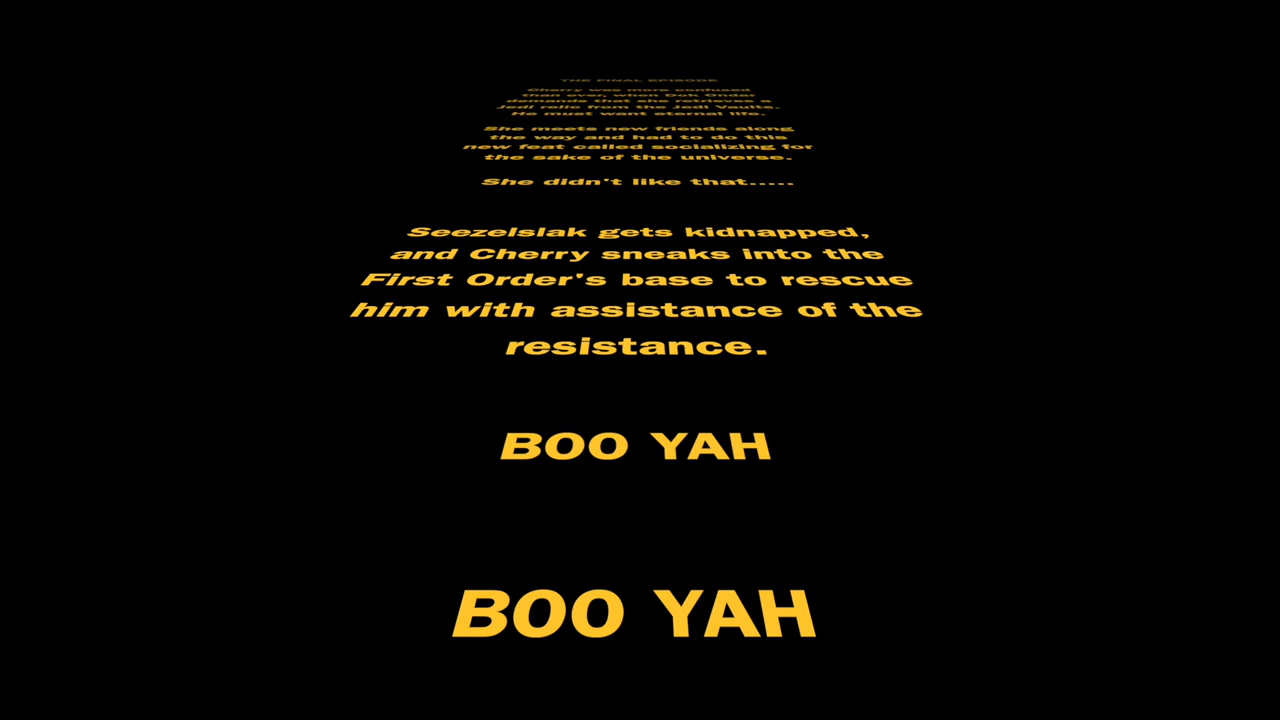 THE FINAL EPISODE
Cherry was more confused
than ever, when Dok Ondar
demands that she retrieves a
Jedi relic from the Jedi Vaults.
He must want eternal life.
She meets new friends along
the way and had to do this
new feat called socializing for
the sake of the universe.
She didn't like that.....
Seezelslak gets kidnapped,
and Cherry sneaks into the
First Order's base to rescue
him with assistance of the
resistance.
BOO YAH
BOO YAH